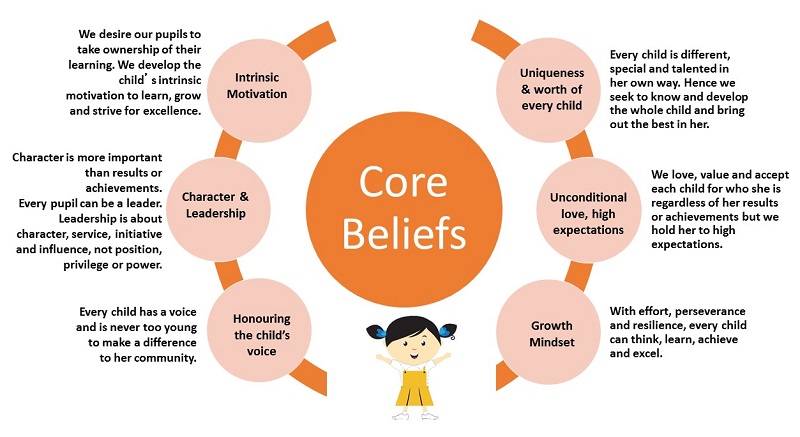 Core
Beliefs
We desire our pupils to
take ownership of their
learning. We develop the
child’s intrinsic
motivation to learn, grow
and strive for excellence.
Intrinsic
Motivation
Character is more important
than results or
achievements.
Every pupil can be a leader.
Leadership is about
character, service, initiative
and influence, not position,
privilege or power.
Character &
Leadership
Every child has a voice
and is never too young
to make a difference
to her community.
Honouring
the child’s
voice
Uniqueness
& worth of
every child
Every child is different,
special and talented in
her own way. Hence we
seek to know and develop
the whole child and bring
out the best in her.
Unconditional
love, high
expectations
We love, value and accept
each child for who she is
regardless of her results
or achievements but we
hold her to high
expectations.
Growth
Mindset
With effort, perseverance
and resilience, every child
can think, learn, achieve
and excel.